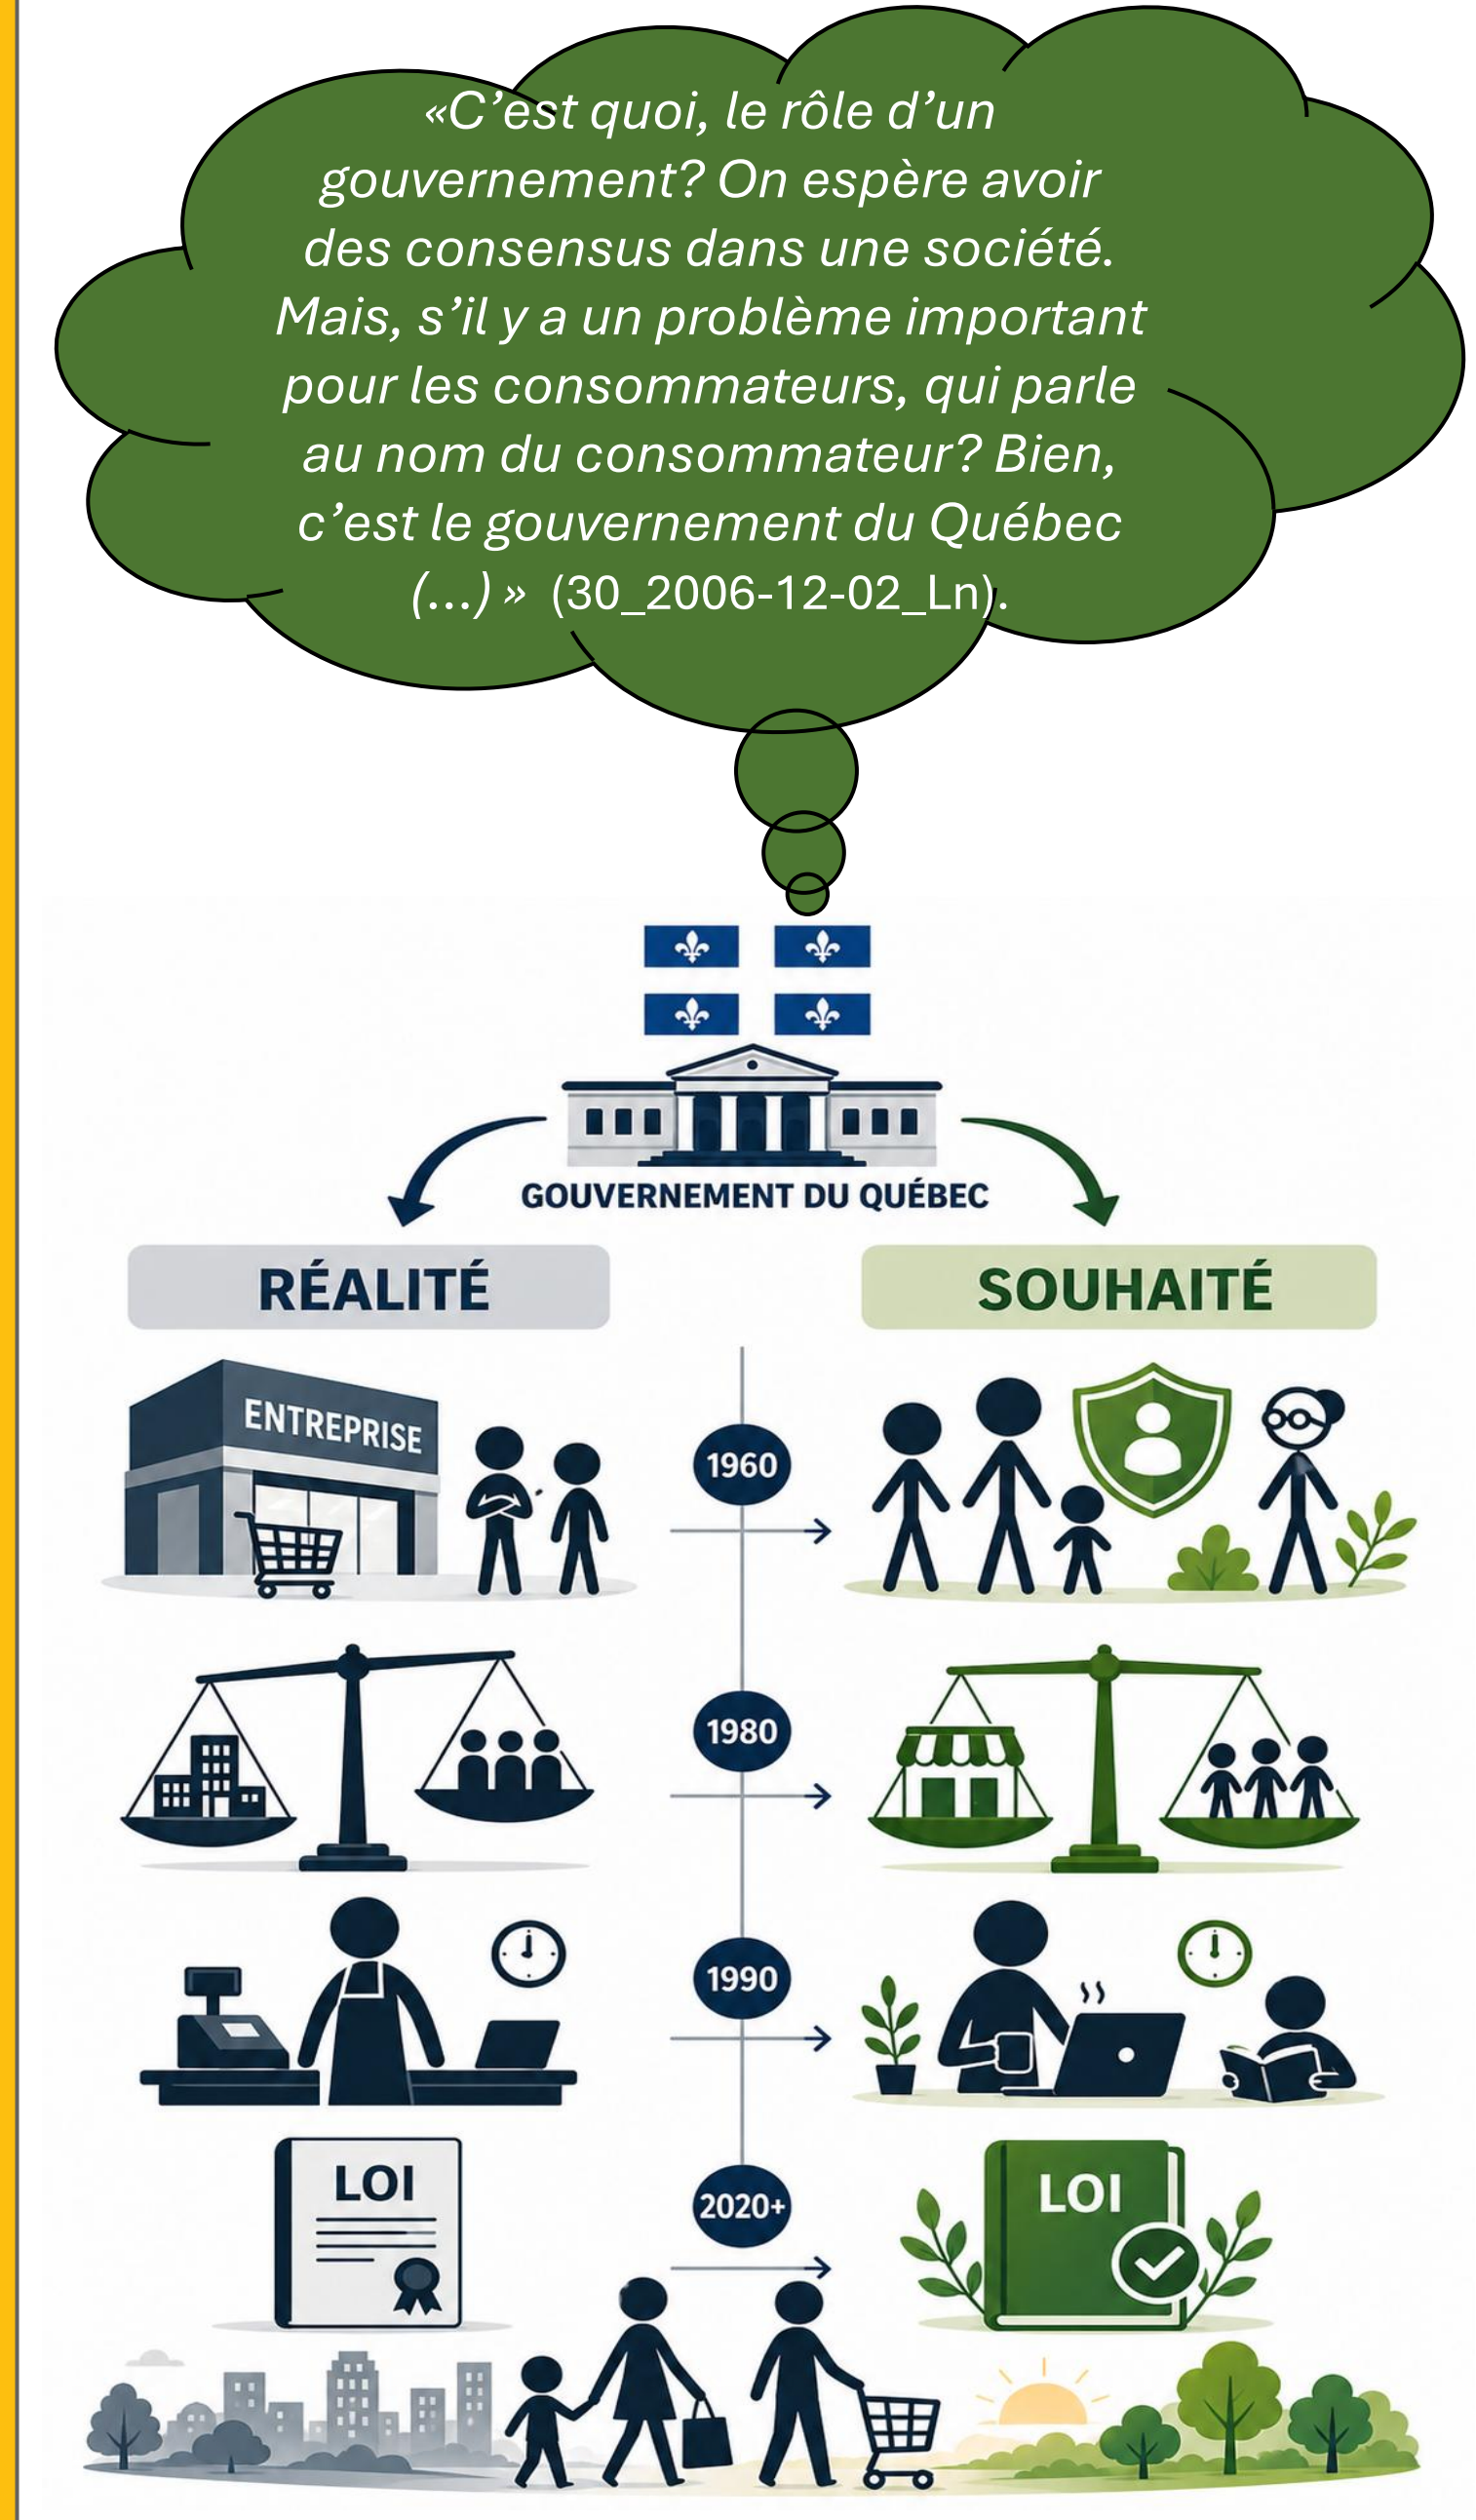 «C’est quoi, le rôle d’un
gouvernement? On espère avoir
des consensus dans une société.
Mais, s’il y a un problème important
pour les consommateurs, qui parle
au nom du consommateur? Bien,
c’est le gouvernement du Québec
(…) » (30_2006-12-02_Ln).
GOUVERNEMENT DU QUÉBEC
RÉALITÉ
SOUHAITÉ
ENTREPRISE
1960
1980
1990
LOI
2020+
LOI